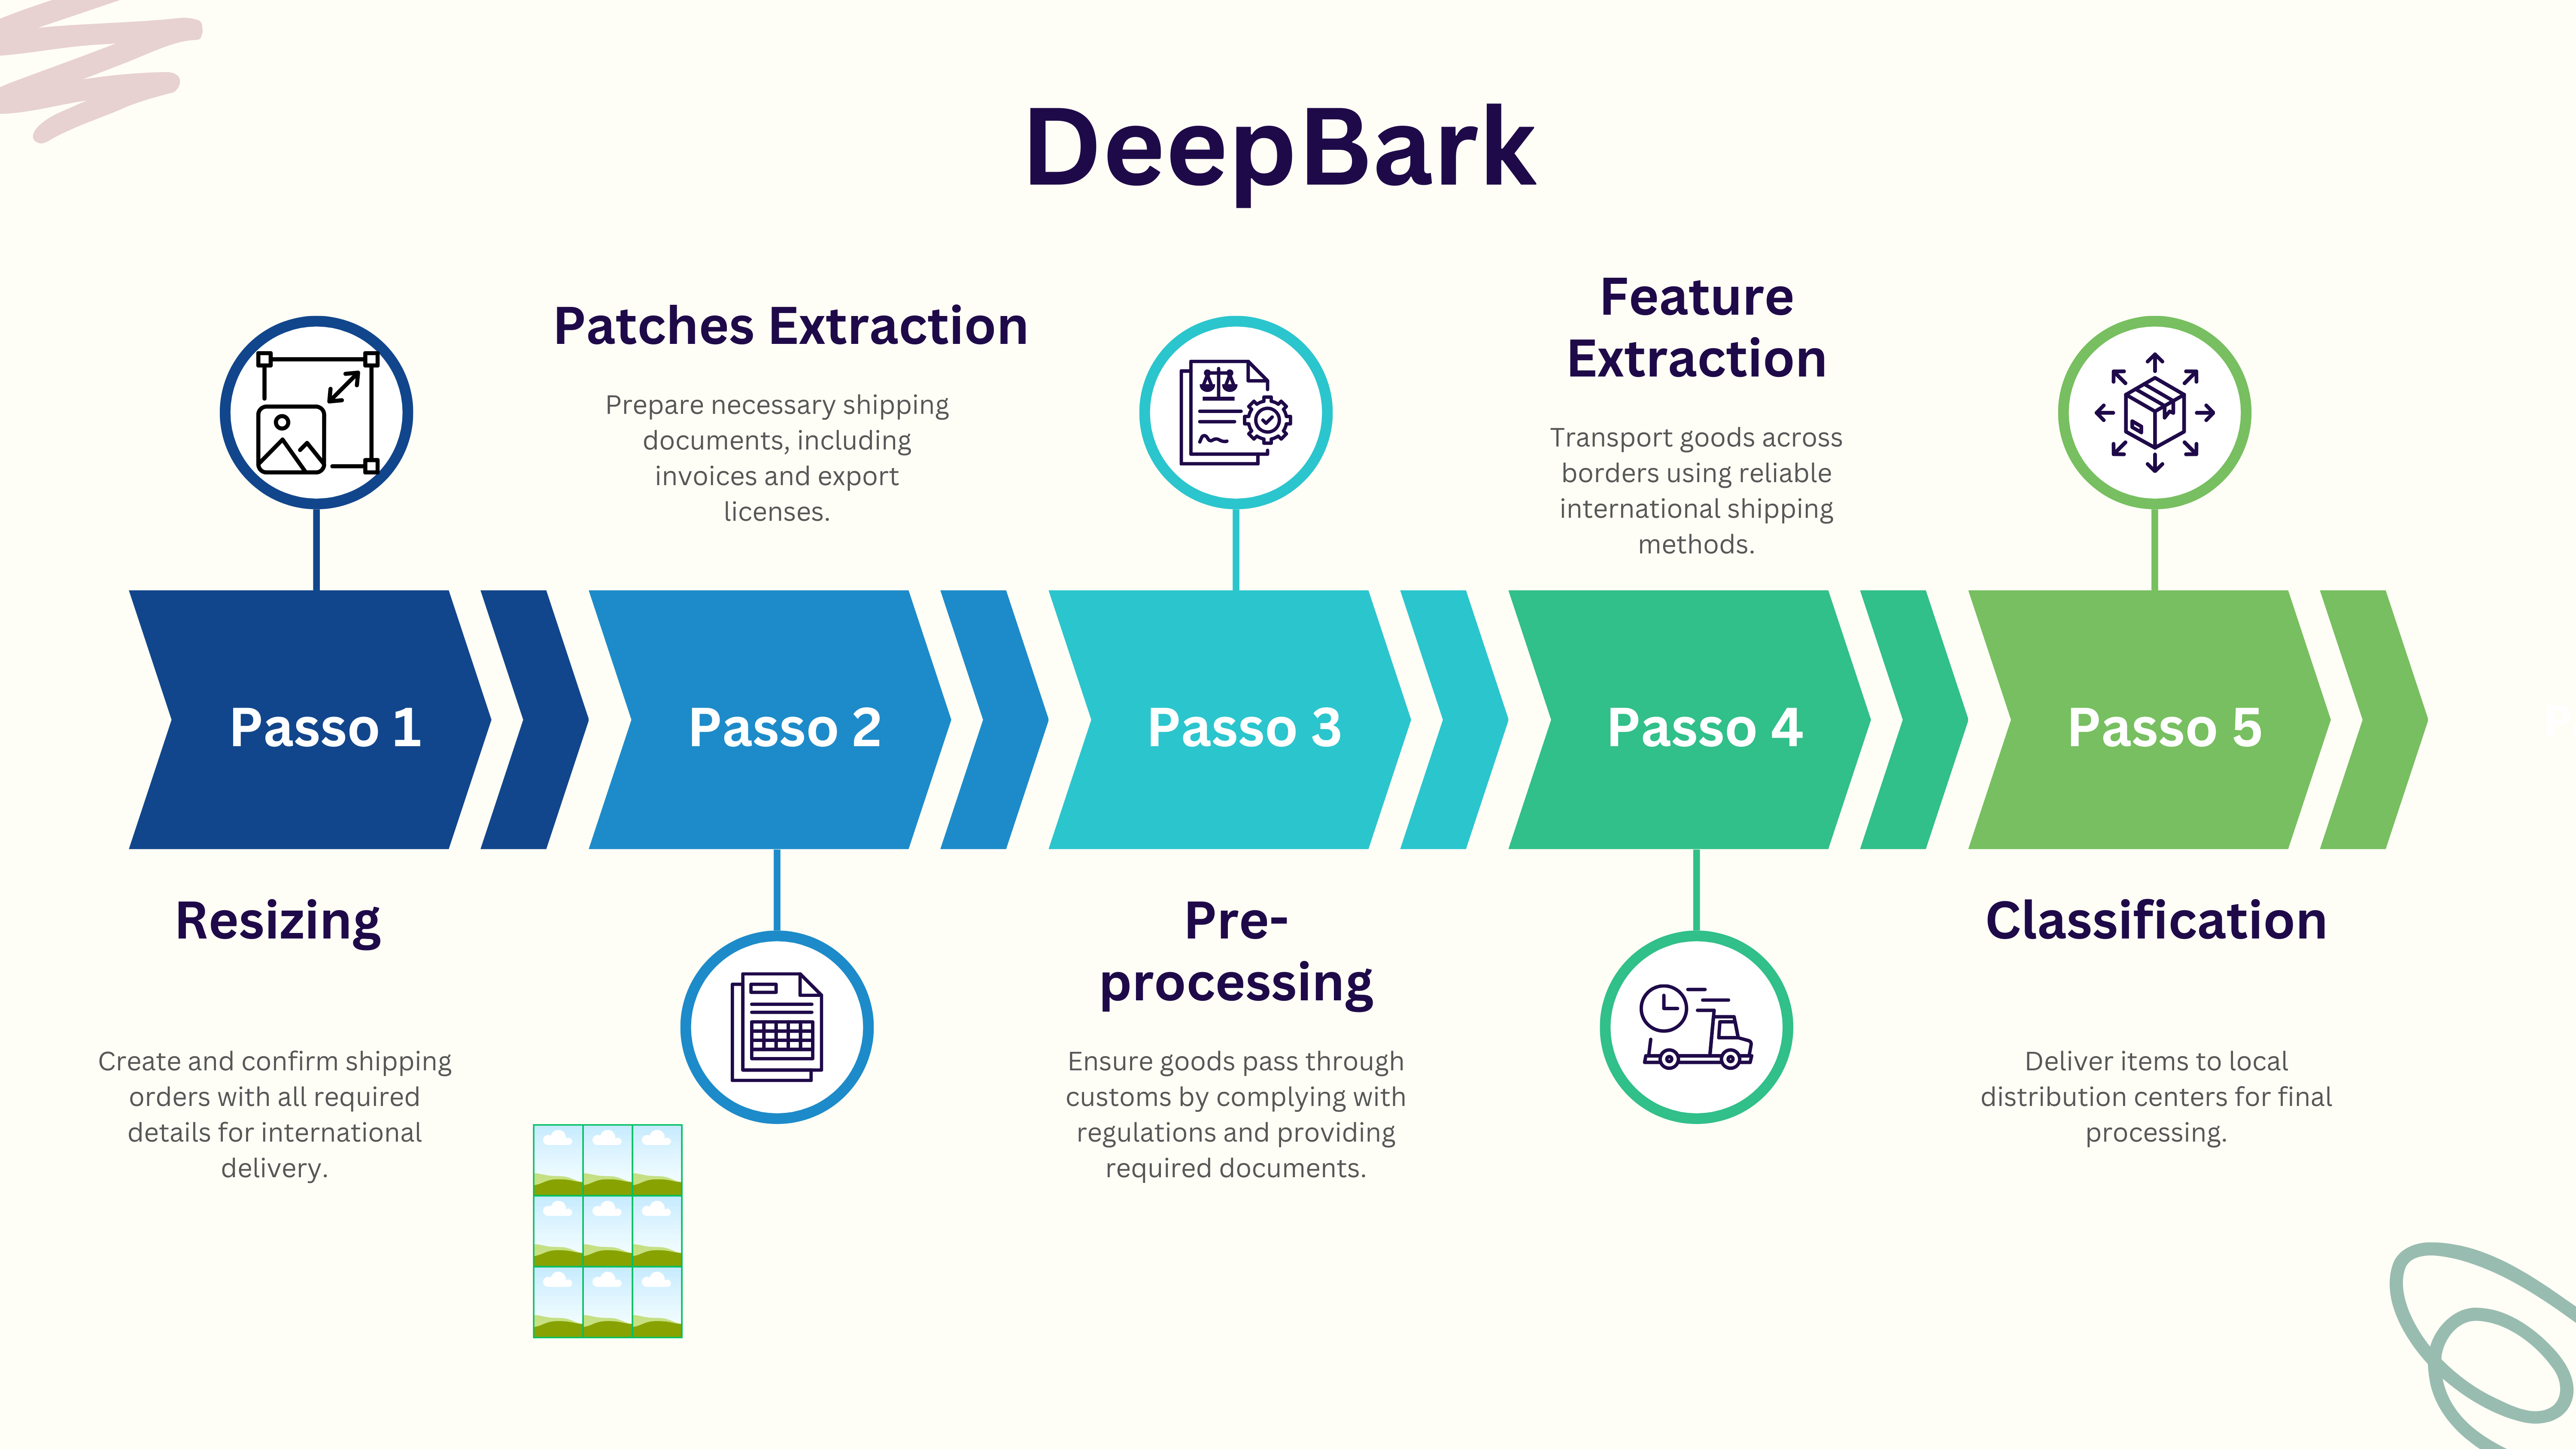 DeepBark
Patches Extraction
Prepare necessary shipping
documents, including
invoices and export
licenses.
Feature
Extraction
Transport goods across
borders using reliable
international shipping
methods.
Passo 1
Passo 2
Passo 3
Passo 4
Passo 5
Resizing
Create and confirm shipping
orders with all required
details for international
delivery.
Pre-
processing
Ensure goods pass through
customs by complying with
regulations and providing
required documents.
Classification
Deliver items to local
distribution centers for final
processing.